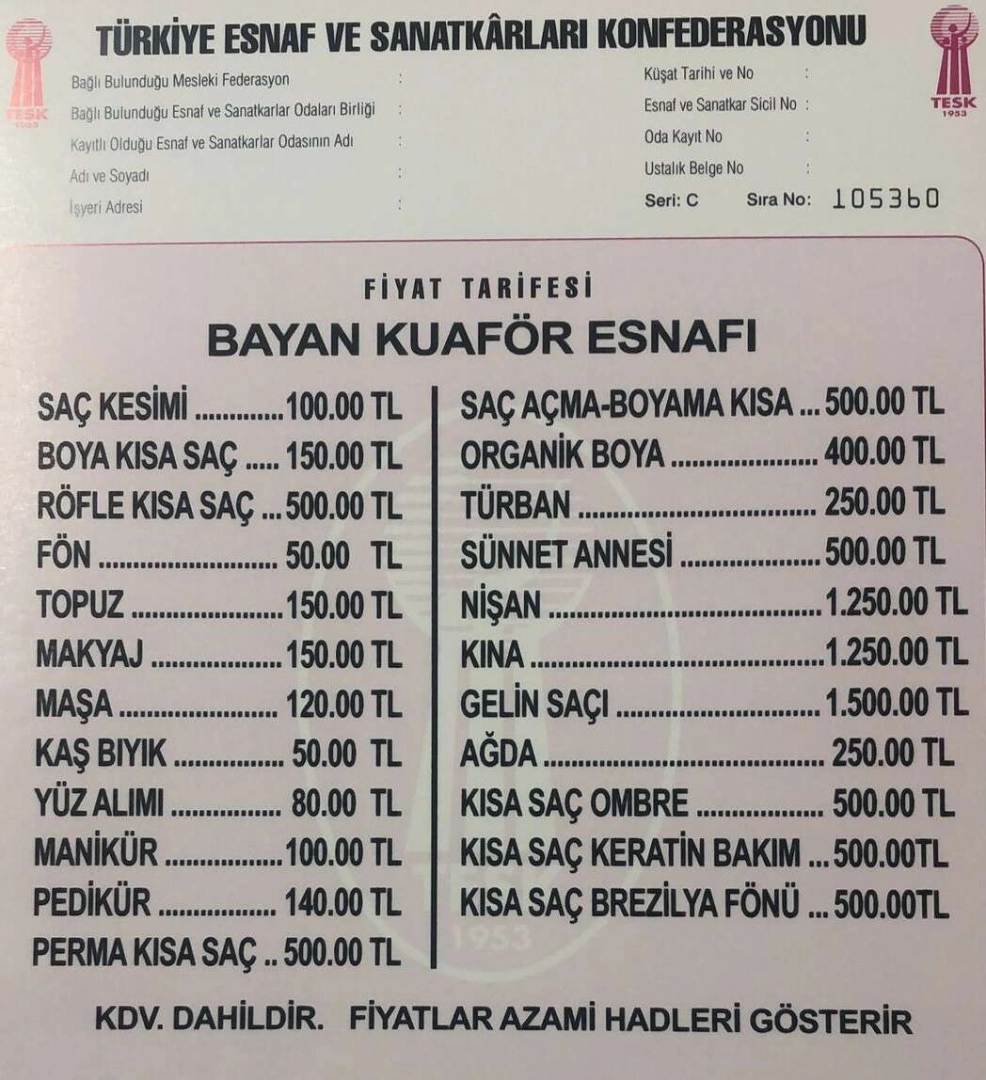 TÜRKİYE ESNAF VE SANATKÂRLARI KONFEDERASYONU
TESK
1953
TESK
1953
Bağlı Bulunduğu Mesleki Federasyon :
Bağlı Bulunduğu Esnaf ve Sanatkarlar Odaları Birliği :
Kayıtlı Olduğu Esnaf ve Sanatkarlar Odasının Adı :
Adı ve Soyadı :
İşyeri Adresi :
Küşat Tarihi ve No :
Esnaf ve Sanatkar Sicil No :
Oda Kayıt No :
Ustalık Belge No :
Seri: C Sıra No: 105360
FİYAT TARİFESİ
BAYAN KUAFÖR ESNAFI
SAÇ KESİMİ ..............100.00 TL
BOYA KISA SAÇ ..... 150.00 TL
RÖFLE KISA SAÇ ...500.00 TL
FÖN ............................. 50.00 TL
TOPUZ ........................150.00 TL
MAKYAJ .....................150.00 TL
MAŞA .......................... 120.00 TL
KAŞ BIYIK .................. 50.00 TL
YÜZ ALIMI .................. 80.00 TL
MANİKÜR ...................100.00 TL
PEDİKÜR ................... 140.00 TL
PERMA KISA SAÇ .. 500.00 TL
SAÇ AÇMA-BOYAMA KISA ... 500.00 TL
ORGANİK BOYA ........................ 400.00 TL
TÜRBAN ....................................... 250.00 TL
SÜNNET ANNESİ ....................... 500.00 TL
NİŞAN .............................................1.250.00 TL
KINA ................................................1.250.00 TL
GELİN SAÇI ................................. 1.500.00 TL
AĞDA .............................................. 250.00 TL
KISA SAÇ OMBRE ..................... 500.00 TL
KISA SAÇ KERATİN BAKIM ...500.00TL
KISA SAÇ BREZİLYA FÖNÜ ... 500.00TL
TESK
1953
KDV. DAHİLDİR. FİYATLAR AZAMİ HADLERİ GÖSTERİR